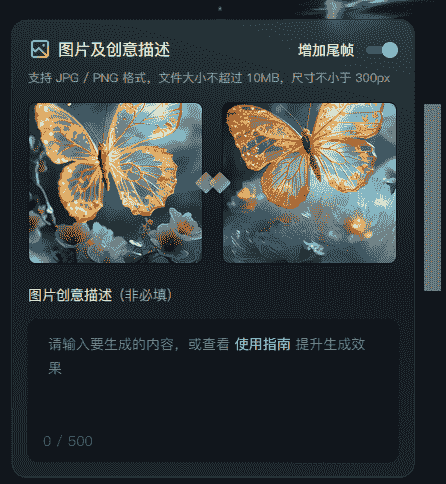 图片及创意描述 增加尾帧
支持 JPG / PNG 格式，文件大小不超过 10MB，尺寸不小于 300px
图片创意描述（非必填）
请输入要生成的内容，或查看 使用指南 提升生成效
果
0 / 500